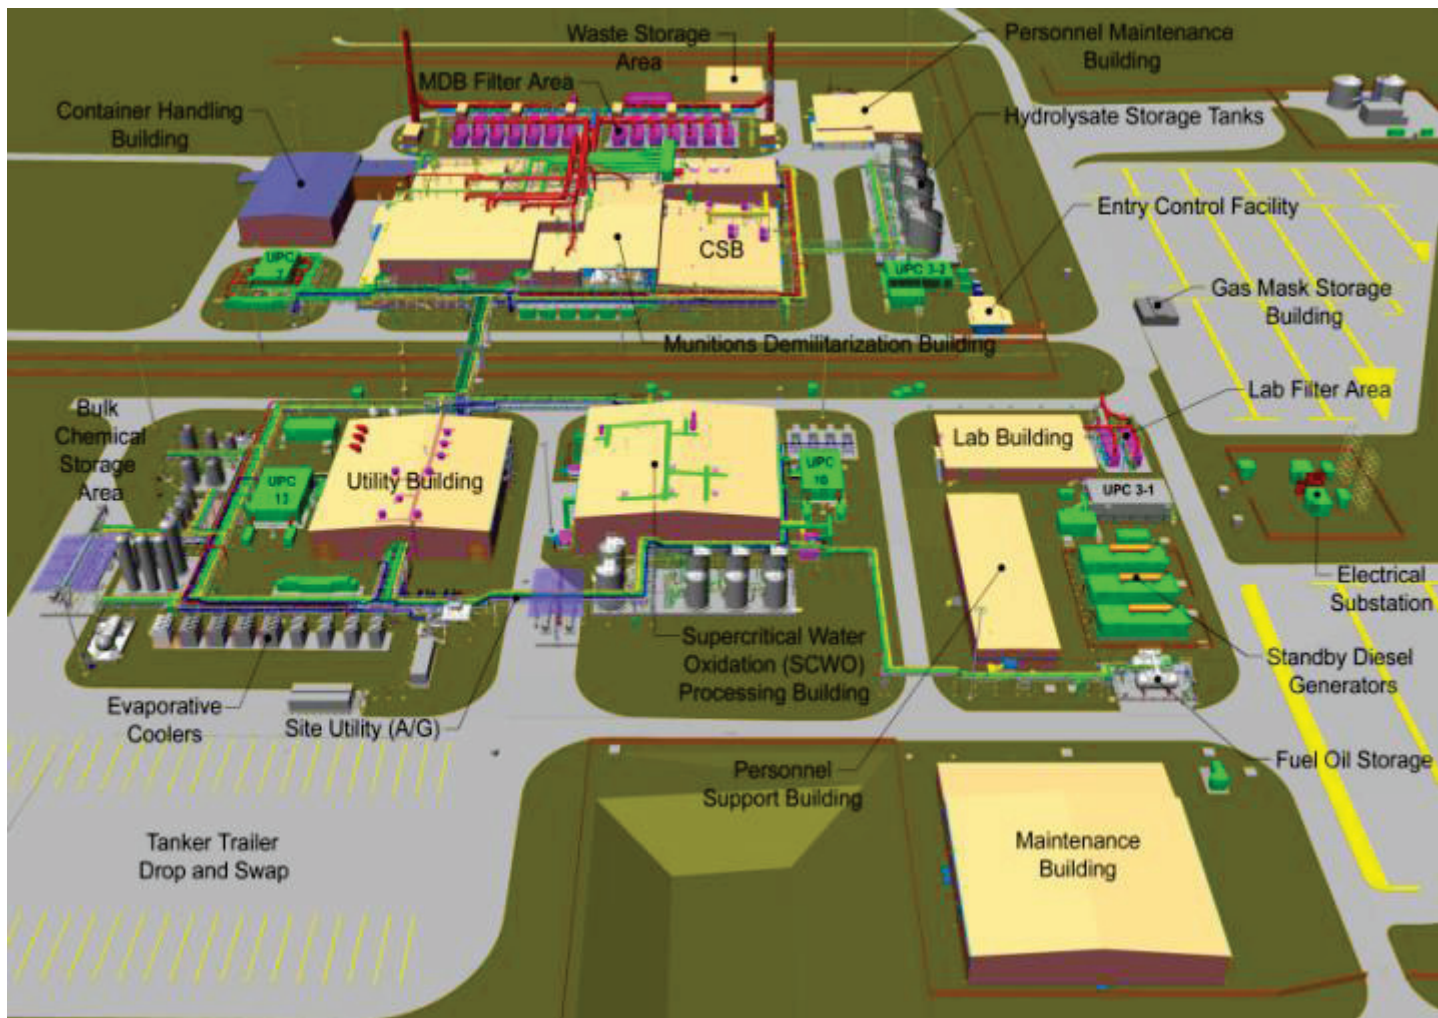 Waste Storage
Area
Personnel Maintenance
Building
MDB Filter Area
Container Handling
Building
Hydrolysate Storage Tanks
Entry Control Facility
CSB
UPC
7
UPC 3-2
Gas Mask Storage
Building
Munitions Demilitarization Building
Lab Filter Area
Bulk
Chemical
Storage
Area
Lab Building
Utility Building
UPC
13
UPC
10
UPC 3-1
Electrical
Substation
Supercritical Water
Oxidation (SCWO)
Processing Building
Standby Diesel
Generators
Evaporative
Coolers
Site Utility (A/G)
Fuel Oil Storage
Personnel
Support Building
Tanker Trailer
Drop and Swap
Maintenance
Building